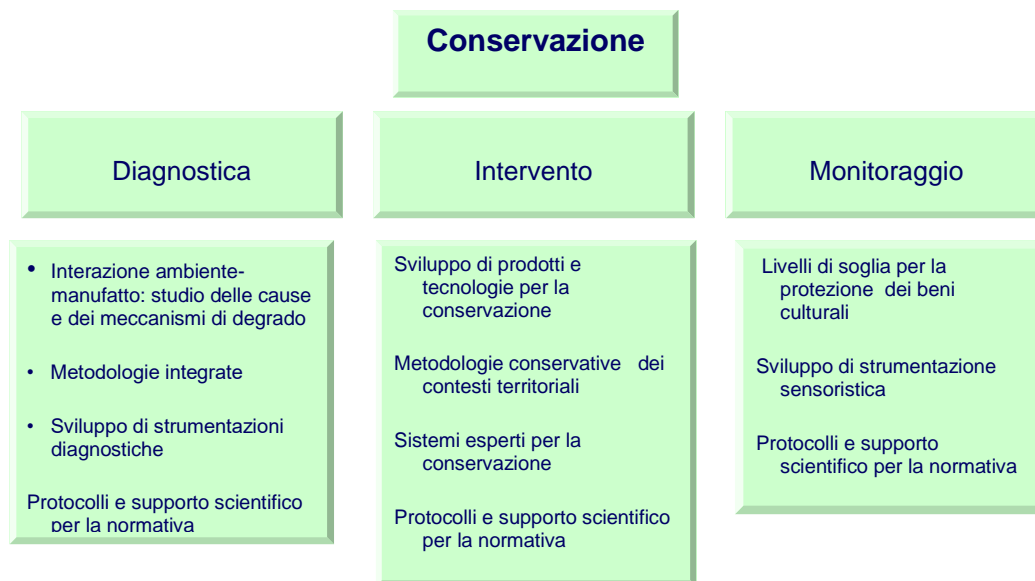 Conservazione
Diagnostica
Intervento
Monitoraggio
• Interazione ambiente-
manufatto: studio delle cause
e dei meccanismi di degrado
• Metodologie integrate
• Sviluppo di strumentazioni
diagnostiche
Protocolli e supporto scientifico
per la normativa
Sviluppo di prodotti e
tecnologie per la
conservazione
Metodologie conservative dei
contesti territoriali
Sistemi esperti per la
conservazione
Protocolli e supporto scientifico
per la normativa
Livelli di soglia per la
protezione dei beni
culturali
Sviluppo di strumentazione
sensoristica
Protocolli e supporto
scientifico per la normativa